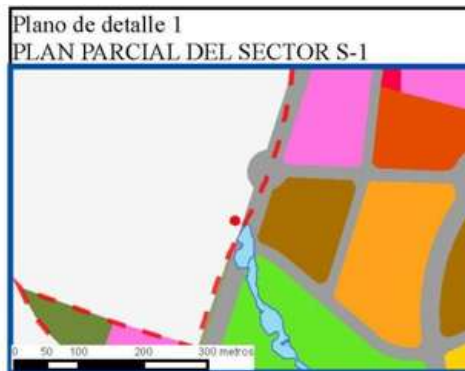 Plano de detalle 1
PLAN PARCIAL DEL SECTOR S-1
0 50 100 200 300 metros